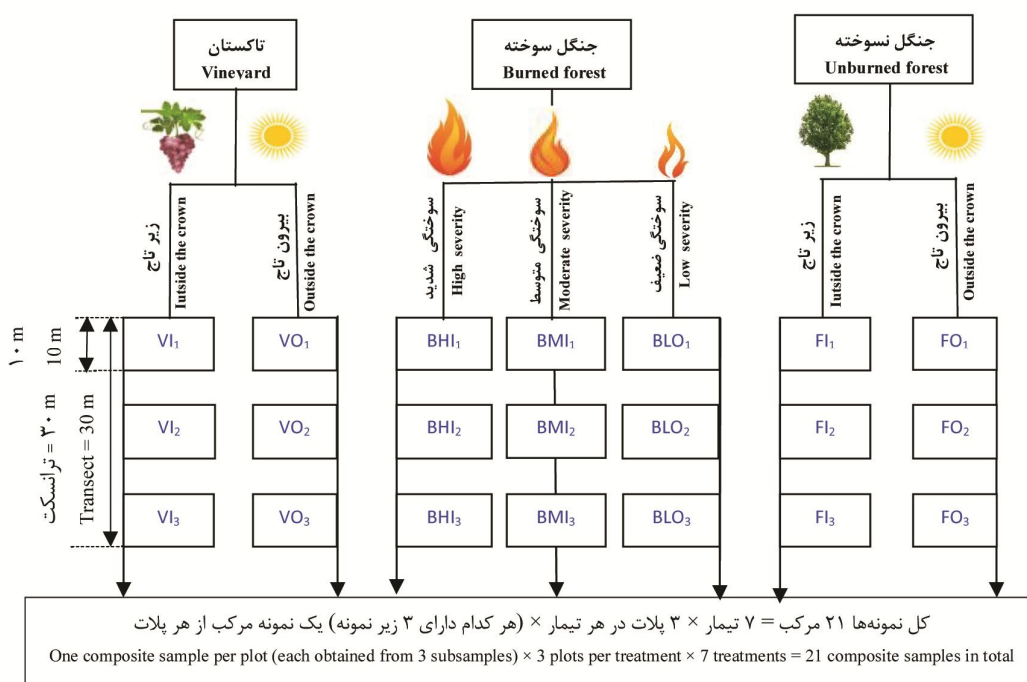 تاکستان
Vineyard
جنگل سوخته
Burned forest
جنگل نسوخته
Unburned forest
زیر تاج
Iutside the crown
بیرون تاج
Outside the crown
سوختگی شدید
High severity
سوختگی متوسط
Moderate severity
سوختگی ضعیف
Low severity
زیر تاج
Iutside the crown
بیرون تاج
Outside the crown
۱۰ m
10 m
ترانسکت = ۳۰ m
Transect = 30 m
VI₁ VO₁ BHI₁ BMI₁ BLO₁ FI₁ FO₁
VI₂ VO₂ BHI₂ BMI₂ BLO₂ FI₂ FO₂
VI₃ VO₃ BHI₃ BMI₃ BLO₃ FI₃ FO₃
کل نمونه‌ها ۲۱ مرکب = ۷ تیمار × ۳ پلات در هر تیمار × (هر کدام دارای ۳ زیر نمونه) یک نمونه مرکب از هر پلات
One composite sample per plot (each obtained from 3 subsamples) × 3 plots per treatment × 7 treatments = 21 composite samples in total